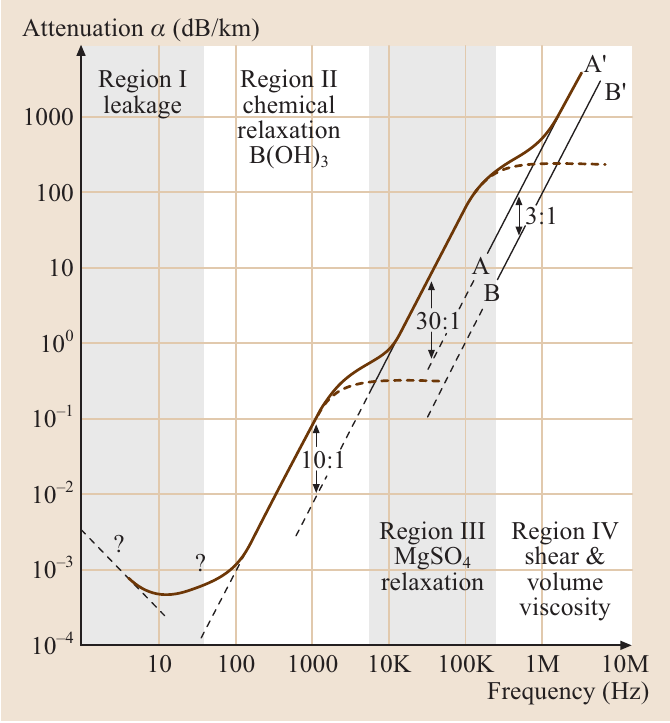 Attenuation α (dB/km)
Region I
leakage
Region II
chemical
relaxation
B(OH)₃
A'
B'
1000
100
10
10⁰
10⁻¹
10⁻²
10⁻³
10⁻⁴
3:1
A
B
30:1
10:1
?
?
Region III
MgSO₄
relaxation
Region IV
shear &
volume
viscosity
10 100 1000 10K 100K 1M 10M
Frequency (Hz)